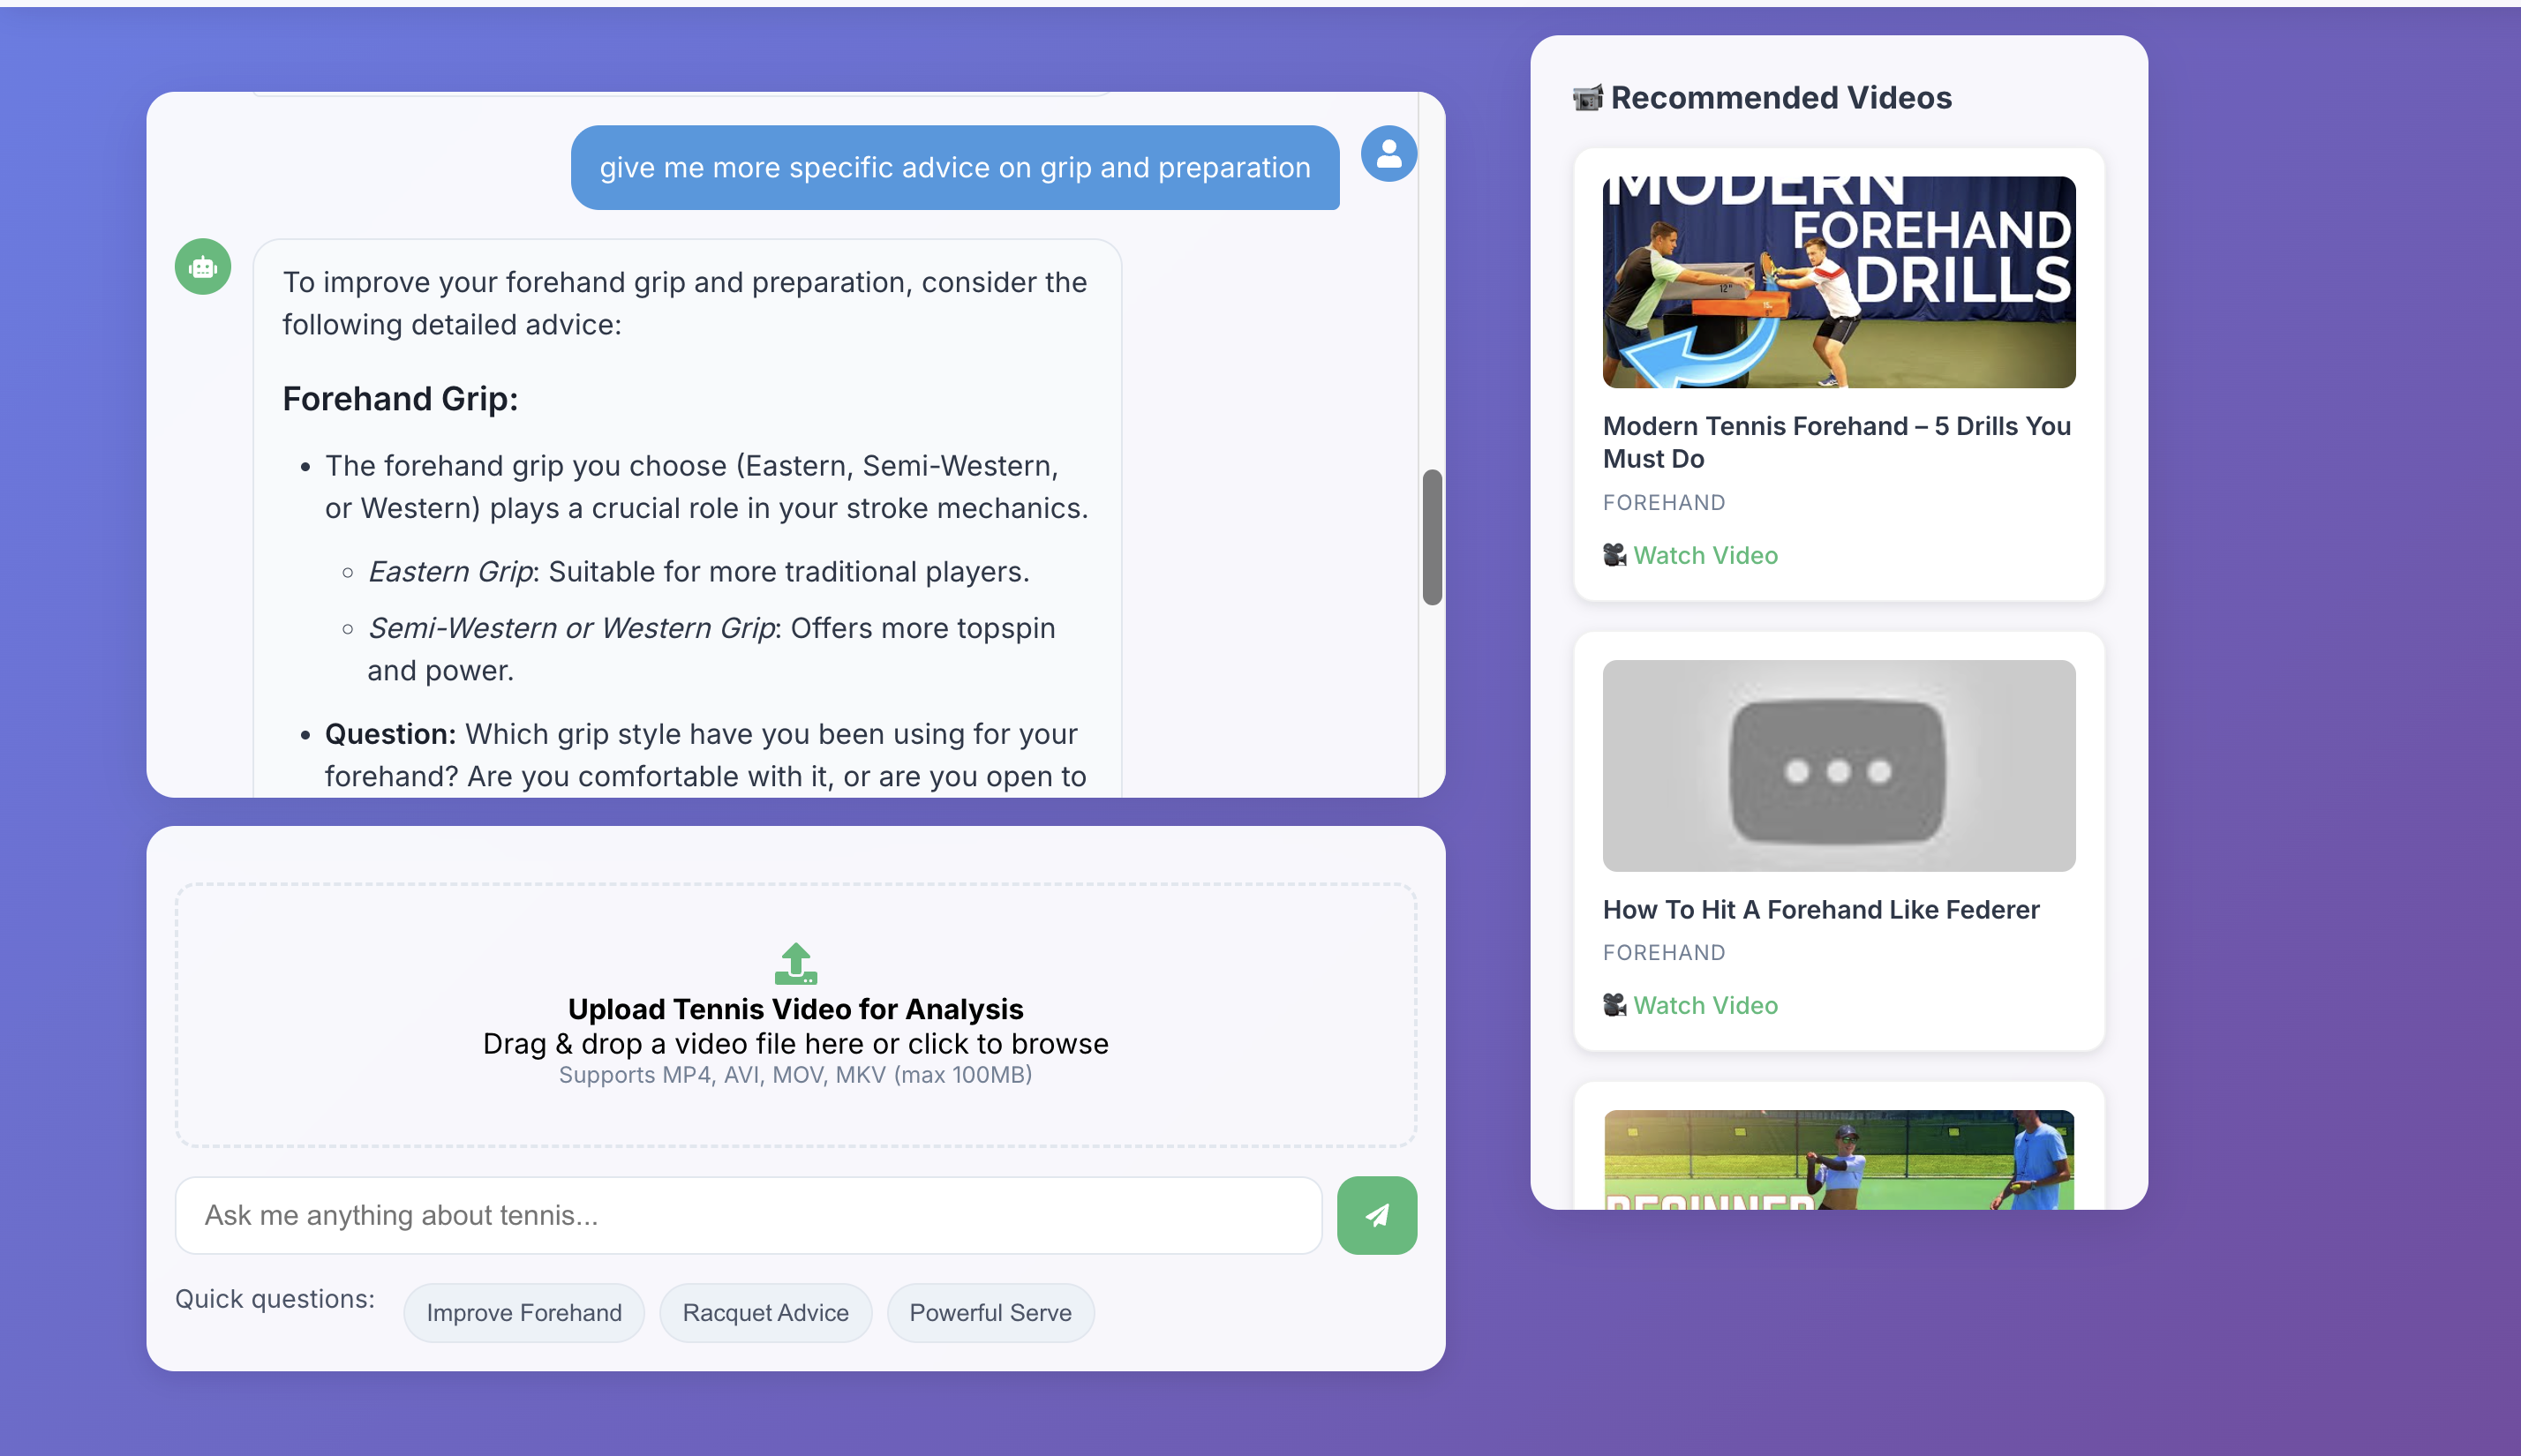 give me more specific advice on grip and preparation
To improve your forehand grip and preparation, consider the
following detailed advice:
Forehand Grip:
• The forehand grip you choose (Eastern, Semi-Western,
or Western) plays a crucial role in your stroke mechanics.
◦ Eastern Grip: Suitable for more traditional players.
◦ Semi-Western or Western Grip: Offers more topspin
and power.
• Question: Which grip style have you been using for your
forehand? Are you comfortable with it, or are you open to
Upload Tennis Video for Analysis
Drag & drop a video file here or click to browse
Supports MP4, AVI, MOV, MKV (max 100MB)
Ask me anything about tennis...
Quick questions:
Improve Forehand
Racquet Advice
Powerful Serve
Recommended Videos
MODERN
FOREHAND
DRILLS
12"
Modern Tennis Forehand – 5 Drills You
Must Do
FOREHAND
Watch Video
How To Hit A Forehand Like Federer
FOREHAND
Watch Video
BEGINNER